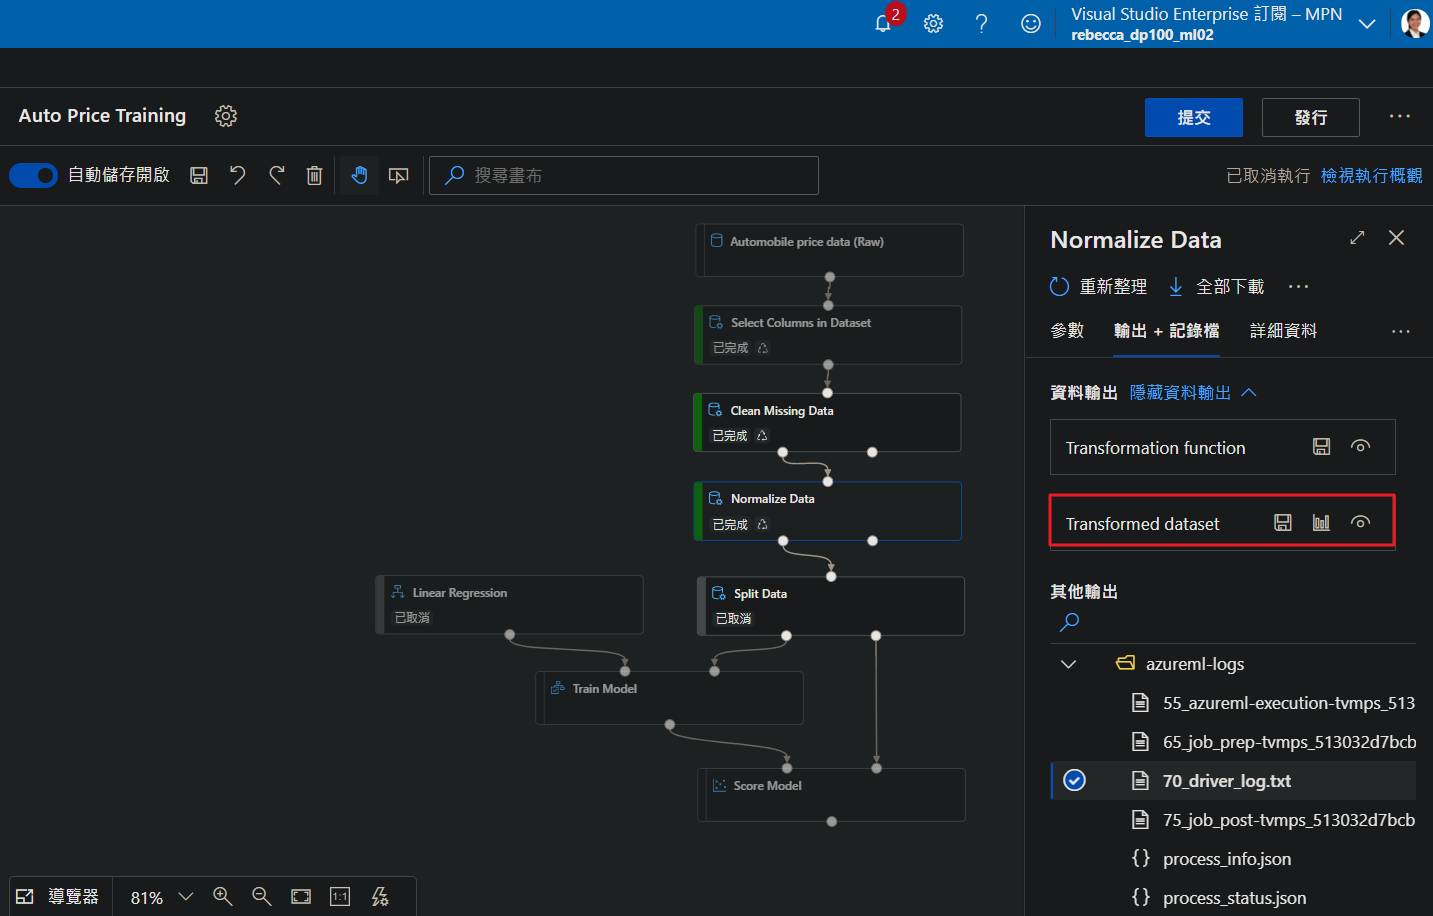 2
Visual Studio Enterprise 訂閱 – MPN
rebecca_dp100_ml02
Auto Price Training
提交
發行
自動儲存開啟
搜尋畫布
已取消執行
檢視執行概觀
Automobile price data (Raw)
Select Columns in Dataset
已完成
Clean Missing Data
已完成
Normalize Data
已完成
Linear Regression
已取消
Split Data
已取消
Train Model
Score Model
導覽器
81%
1:1
Normalize Data
重新整理
全部下載
參數
輸出 + 記錄檔
詳細資料
資料輸出
隱藏資料輸出
Transformation function
Transformed dataset
其他輸出
azureml-logs
55_azureml-execution-tvmps_513
65_job_prep-tvmps_513032d7bcb
70_driver_log.txt
75_job_post-tvmps_513032d7bcb
process_info.json
process_status.json